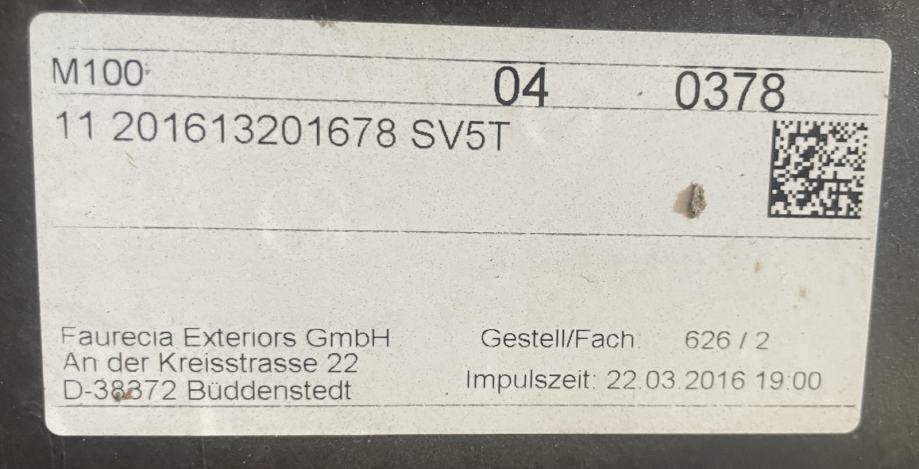 M100 04 0378
11 201613201678 SV5T
Faurecia Exteriors GmbH
An der Kreisstrasse 22
D-38372 Büddenstedt
Gestell/Fach: 626 / 2
Impulszeit: 22.03.2016 19:00